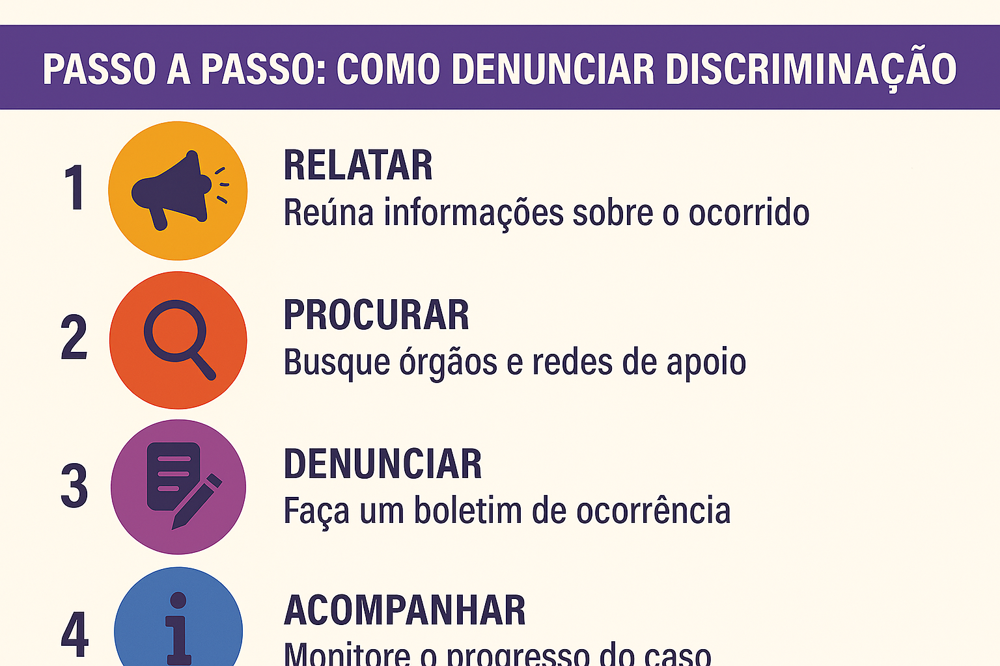 PASSO A PASSO: COMO DENUNCIAR DISCRIMINAÇÃO
1
RELATAR
Reúna informações sobre o ocorrido
2
PROCURAR
Busque órgãos e redes de apoio
3
DENUNCIAR
Faça um boletim de ocorrência
4
ACOMPANHAR
Monitore o progresso do caso